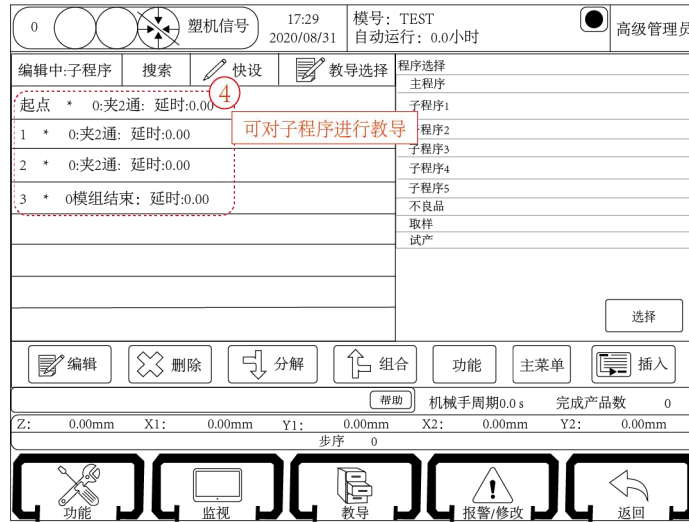 0 塑机信号 17:29 模号：TEST 高级管理员
2020/08/31 自动运行：0.0小时
编辑中:子程序 搜索 快设 教导选择 程序选择
主程序
起点 * 0:夹2通: 延时:0.00 ④ 子程序1
1 * 0:夹2通: 延时:0.00 可对子程序进行教导 程序2
子程序3
2 * 0:夹2通: 延时:0.00 子程序4
子程序5
3 * 0模组结束：延时:0.00 不良品
取样
试产
选择
编辑 删除 分解 组合 功能 主菜单 插入
帮助 机械手周期0.0 s 完成产品数 0
Z: 0.00mm X1: 0.00mm Y1: 0.00mm X2: 0.00mm Y2: 0.00mm
步序 0
功能 监视 教导 报警/修改 返回